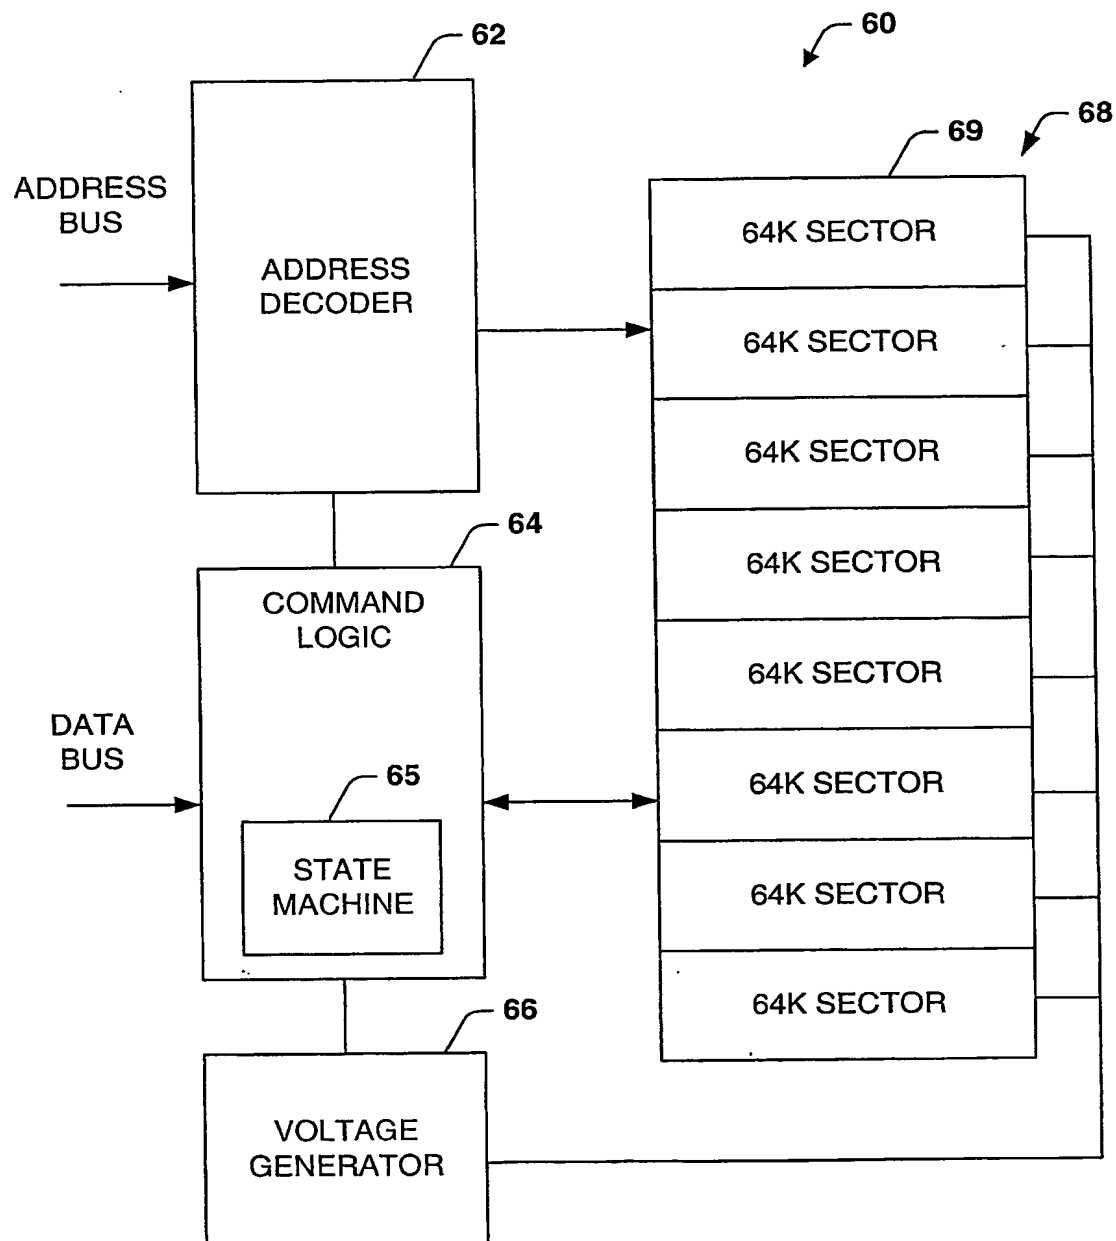 62
60
68
69
ADDRESS
BUS
ADDRESS
DECODER
64K SECTOR
64K SECTOR
64K SECTOR
64K SECTOR
64K SECTOR
64K SECTOR
64K SECTOR
64K SECTOR
64
COMMAND
LOGIC
DATA
BUS
65
STATE
MACHINE
66
VOLTAGE
GENERATOR